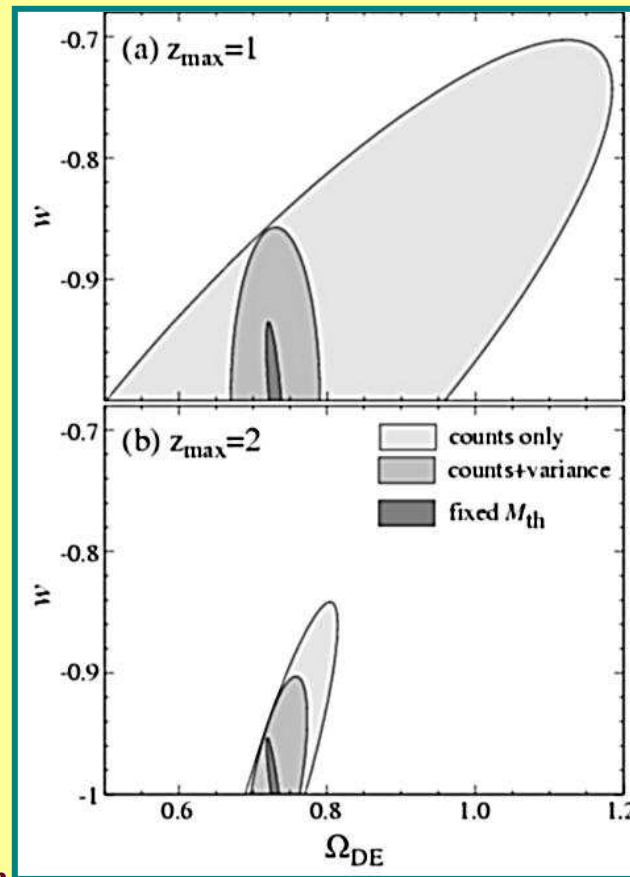 (a) z_max=1
-0.7
-0.8
w
-0.9
(b) z_max=2
-0.7
counts only
counts+variance
fixed M_th
-0.8
w
-0.9
-1
0.6 0.8 1.0 1.2
Ω_DE